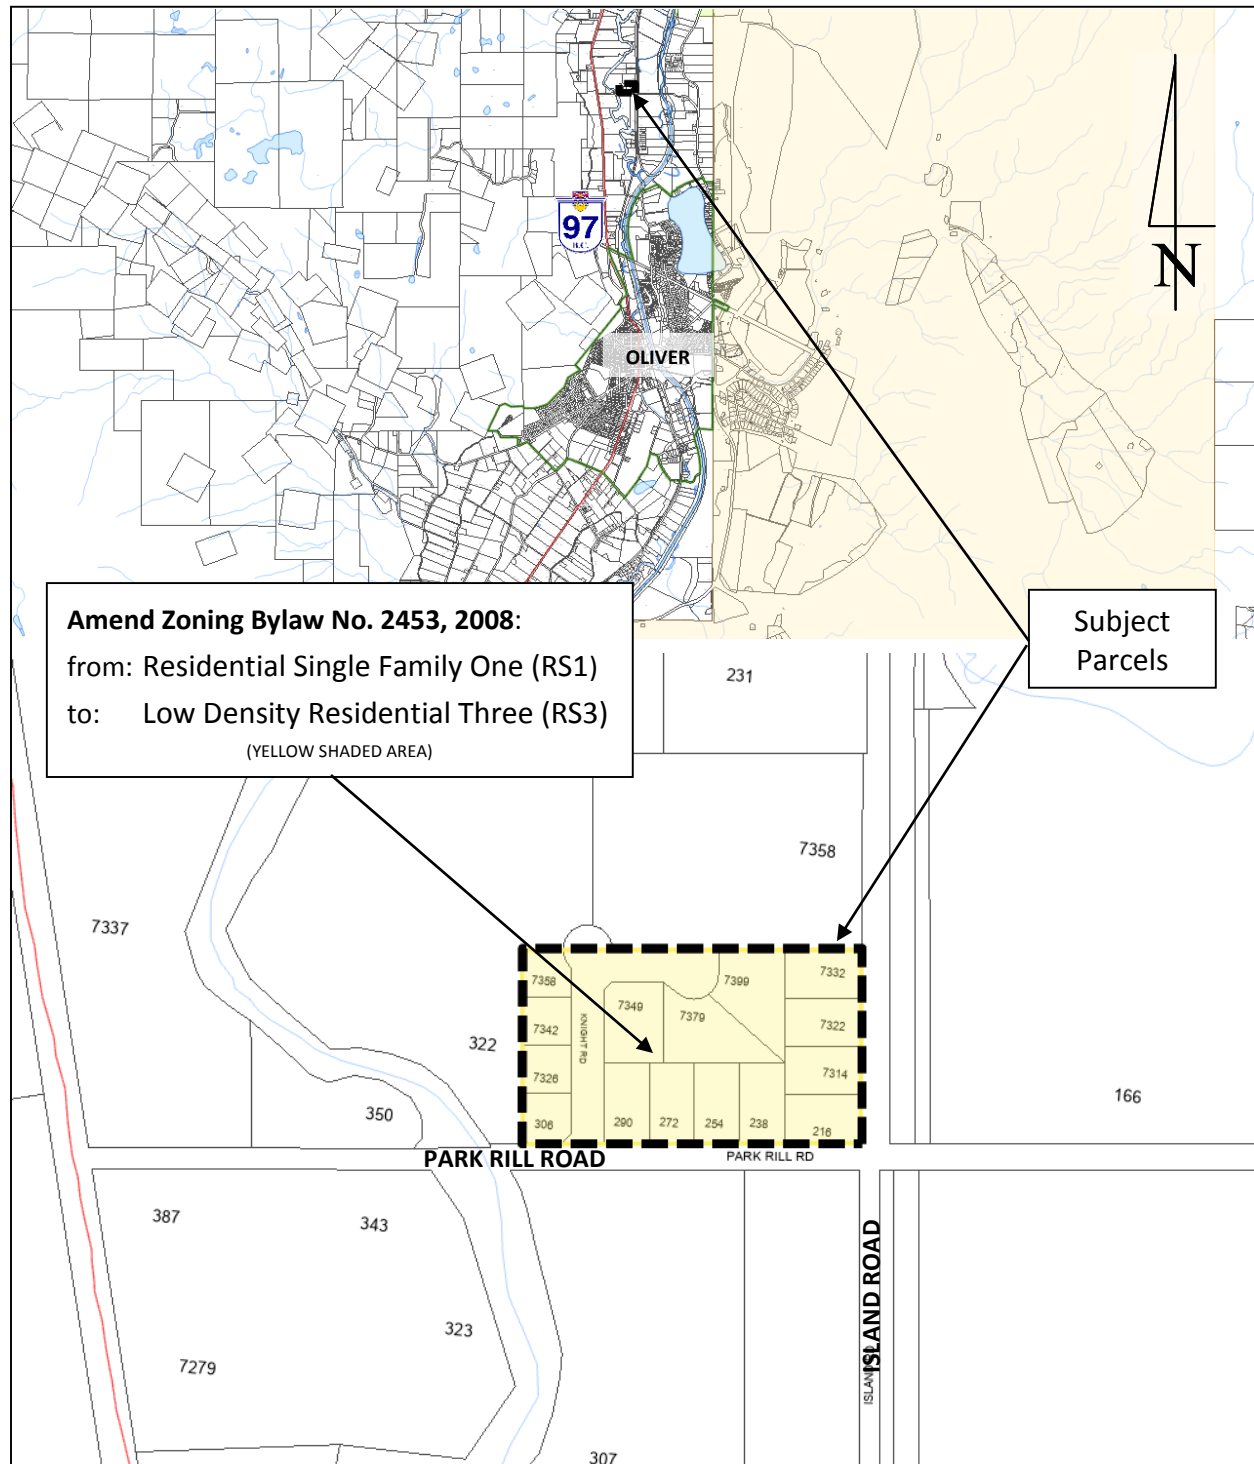 97
B.C.
N
OLIVER
Amend Zoning Bylaw No. 2453, 2008:
from: Residential Single Family One (RS1)
to: Low Density Residential Three (RS3)
(YELLOW SHADED AREA)
Subject
Parcels
231
7358
7337
322
350
166
7358
7342
7326
306
KNIGHT RD
7349
7379
7399
7332
7322
7314
290
272
254
238
216
PARK RILL ROAD
PARK RILL RD
387
343
323
7279
307
ISLAND ROAD